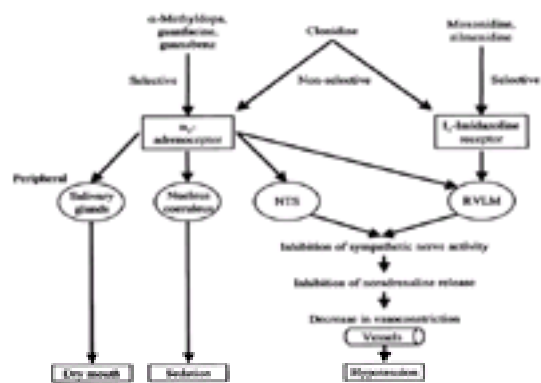 α-Methyldopa,
guanfacine,
guanabenz
Clonidine
Moxonidine,
rilmenidine
Selective
Non-selective
Selective
α₂-
adrenoceptor
I₁-Imidazoline
receptor
Peripheral
Salivary
glands
Nucleus
coeruleus
NTS
RVLM
Inhibition of sympathetic nerve activity
Inhibition of noradrenaline release
Decrease in vasoconstriction
Vessels
Dry mouth
Sedation
Hypotension